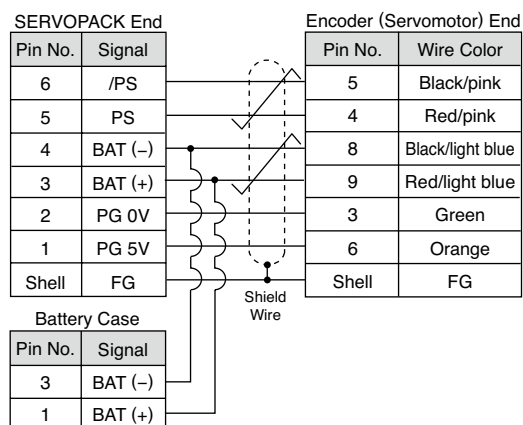 SERVOPACK End
Encoder (Servomotor) End
Pin No. Signal Pin No. Wire Color
6 /PS 5 Black/pink
5 PS 4 Red/pink
4 BAT (−) 8 Black/light blue
3 BAT (+) 9 Red/light blue
2 PG 0V 3 Green
1 PG 5V 6 Orange
Shell FG Shell FG
Shield
Wire
Battery Case
Pin No. Signal
3 BAT (−)
1 BAT (+)